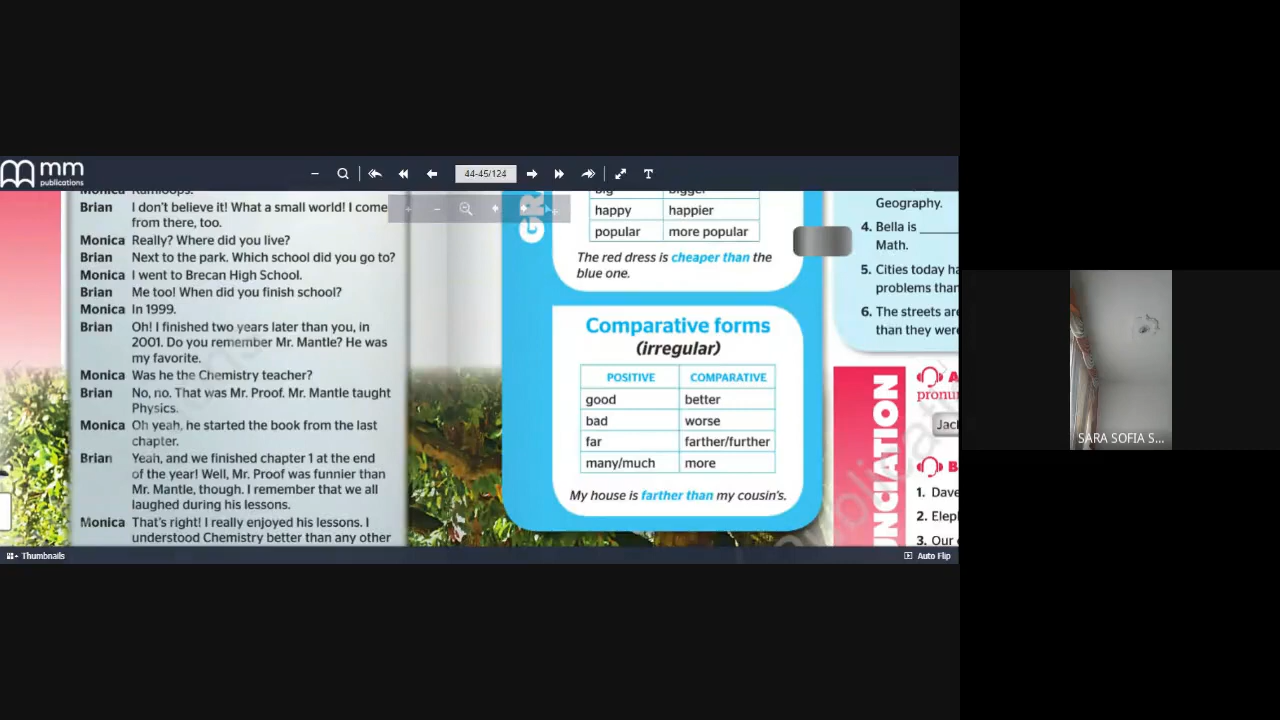 mm
publications
44-45/124
T
Monica Kamloops.
Brian I don't believe it! What a small world! I come
from there, too.
Monica Really? Where did you live?
Brian Next to the park. Which school did you go to?
Monica I went to Brecan High School.
Brian Me too! When did you finish school?
Monica In 1999.
Brian Oh! I finished two years later than you, in
2001. Do you remember Mr. Mantle? He was
my favorite.
Monica Was he the Chemistry teacher?
Brian No, no. That was Mr. Proof. Mr. Mantle taught
Physics.
Monica Oh yeah, he started the book from the last
chapter.
Brian Yeah, and we finished chapter 1 at the end
of the year! Well, Mr. Proof was funnier than
Mr. Mantle, though. I remember that we all
laughed during his lessons.
Monica That's right! I really enjoyed his lessons. I
understood Chemistry better than any other
GR
big bigger
happy happier
popular more popular
The red dress is cheaper than the
blue one.
Comparative forms
(irregular)
POSITIVE COMPARATIVE
good better
bad worse
far farther/further
many/much more
My house is farther than my cousin's.
Geography.
4. Bella is
Math.
5. Cities today ha
problems than
6. The streets are
than they were
UNCIATION
A
pronun
Jack
B
1. Dave
2. Eleph
3. Our
Thumbnails
Auto Flip
SARA SOFIA S...